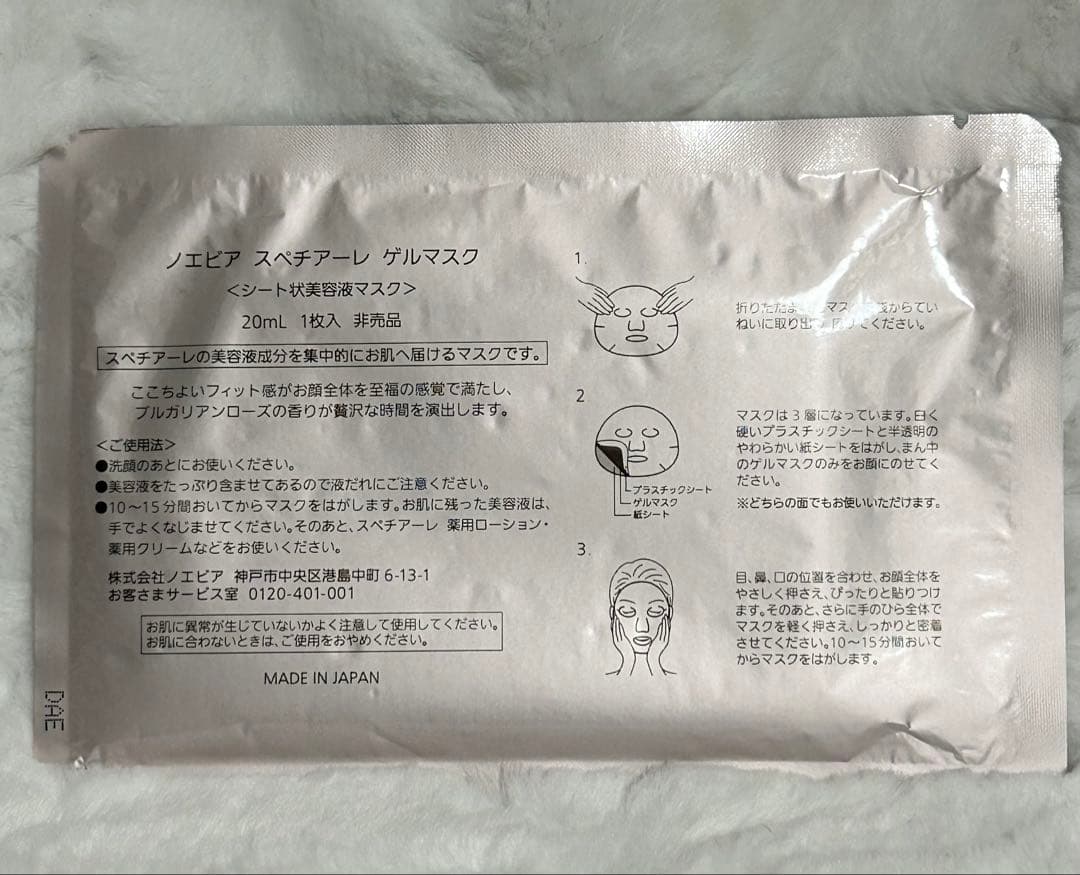 ノエビア スペチアーレ ゲルマスク
<シート状美容液マスク>
20mL 1枚入 非売品
スペチアーレの美容液成分を集中的にお肌へ届けるマスクです。
ここちよいフィット感がお顔全体を至福の感覚で満たし、
ブルガリアンローズの香りが贅沢な時間を演出します。
<ご使用法>
●洗顔のあとにお使いください。
●美容液をたっぷり含ませてあるので液だれにご注意ください。
●10〜15分間おいてからマスクをはがします。お肌に残った美容液は、
手でよくなじませてください。そのあと、スペチアーレ 薬用ローション・
薬用クリームなどをお使いください。
株式会社ノエビア 神戸市中央区港島中町 6-13-1
お客さまサービス室 0120-401-001
お肌に異常が生じていないかよく注意して使用してください。
お肌に合わないときは、ご使用をおやめください。
MADE IN JAPAN
DAE
1.
折りたたま マス からてい
ねいに取り出 ください。
2
プラスチックシート
ゲルマスク
紙シート
マスクは3層になっています。白く
硬いプラスチックシートと半透明の
やわらかい紙シートをはがし、まん中
のゲルマスクのみをお顔にのせてく
ださい。
※どちらの面でもお使いいただけます。
3.
目、鼻、口の位置を合わせ、お顔全体を
やさしく押さえ、ぴったりと貼りつけ
ます。そのあと、さらに手のひら全体で
マスクを軽く押さえ、しっかりと密着
させてください。10〜15分間おいて
からマスクをはがします。